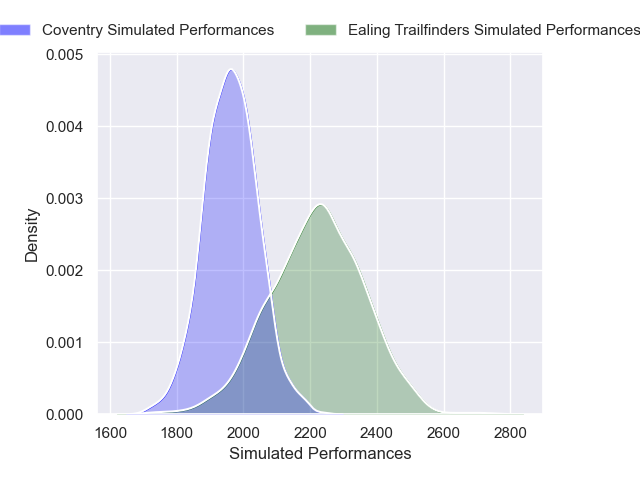 Coventry Simulated Performances
Ealing Trailfinders Simulated Performances
0.005
0.004
0.003
0.002
0.001
0.000
Density
1600 1800 2000 2200 2400 2600 2800
Simulated Performances